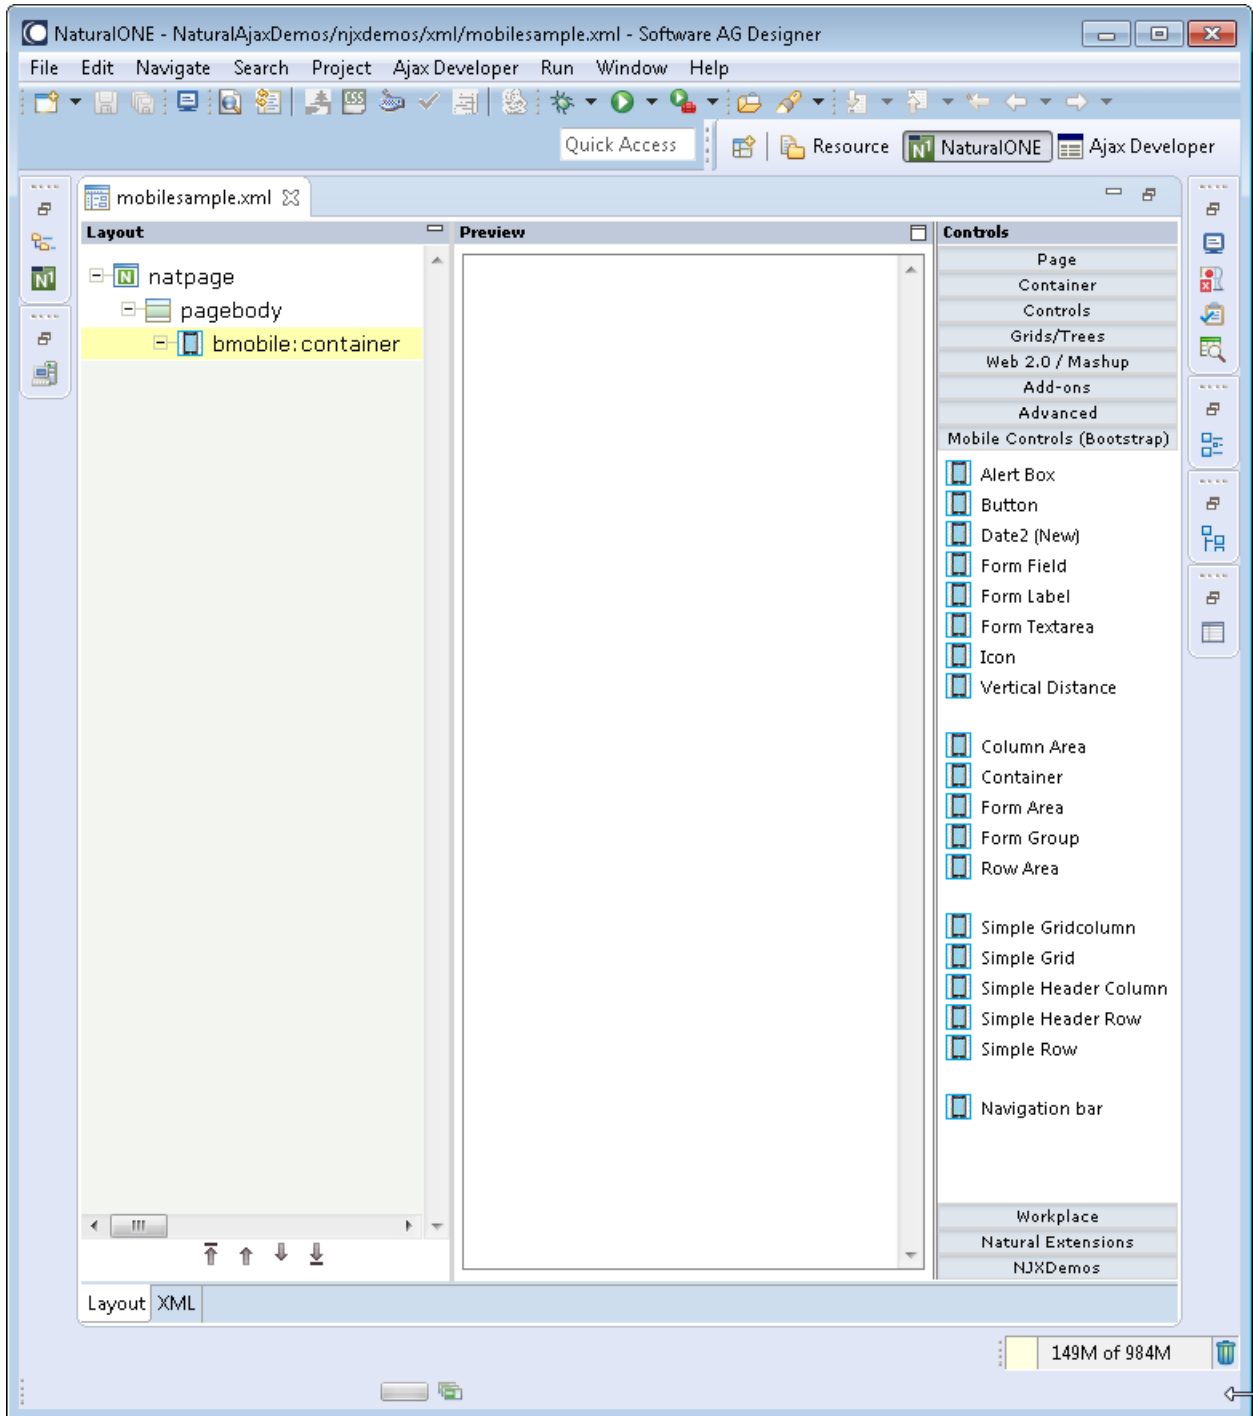 NaturalONE - NaturalAjaxDemos/njxdemos/xml/mobilesample.xml - Software AG Designer
File Edit Navigate Search Project Ajax Developer Run Window Help
Quick Access Resource NaturalONE Ajax Developer
mobilesample.xml
Layout Preview Controls
natpage
pagebody
bmobile:container
Page
Container
Controls
Grids/Trees
Web 2.0 / Mashup
Add-ons
Advanced
Mobile Controls (Bootstrap)
Alert Box
Button
Date2 (New)
Form Field
Form Label
Form Textarea
Icon
Vertical Distance
Column Area
Container
Form Area
Form Group
Row Area
Simple Gridcolumn
Simple Grid
Simple Header Column
Simple Header Row
Simple Row
Navigation bar
Workplace
Natural Extensions
NJXDemos
Layout XML
149M of 984M